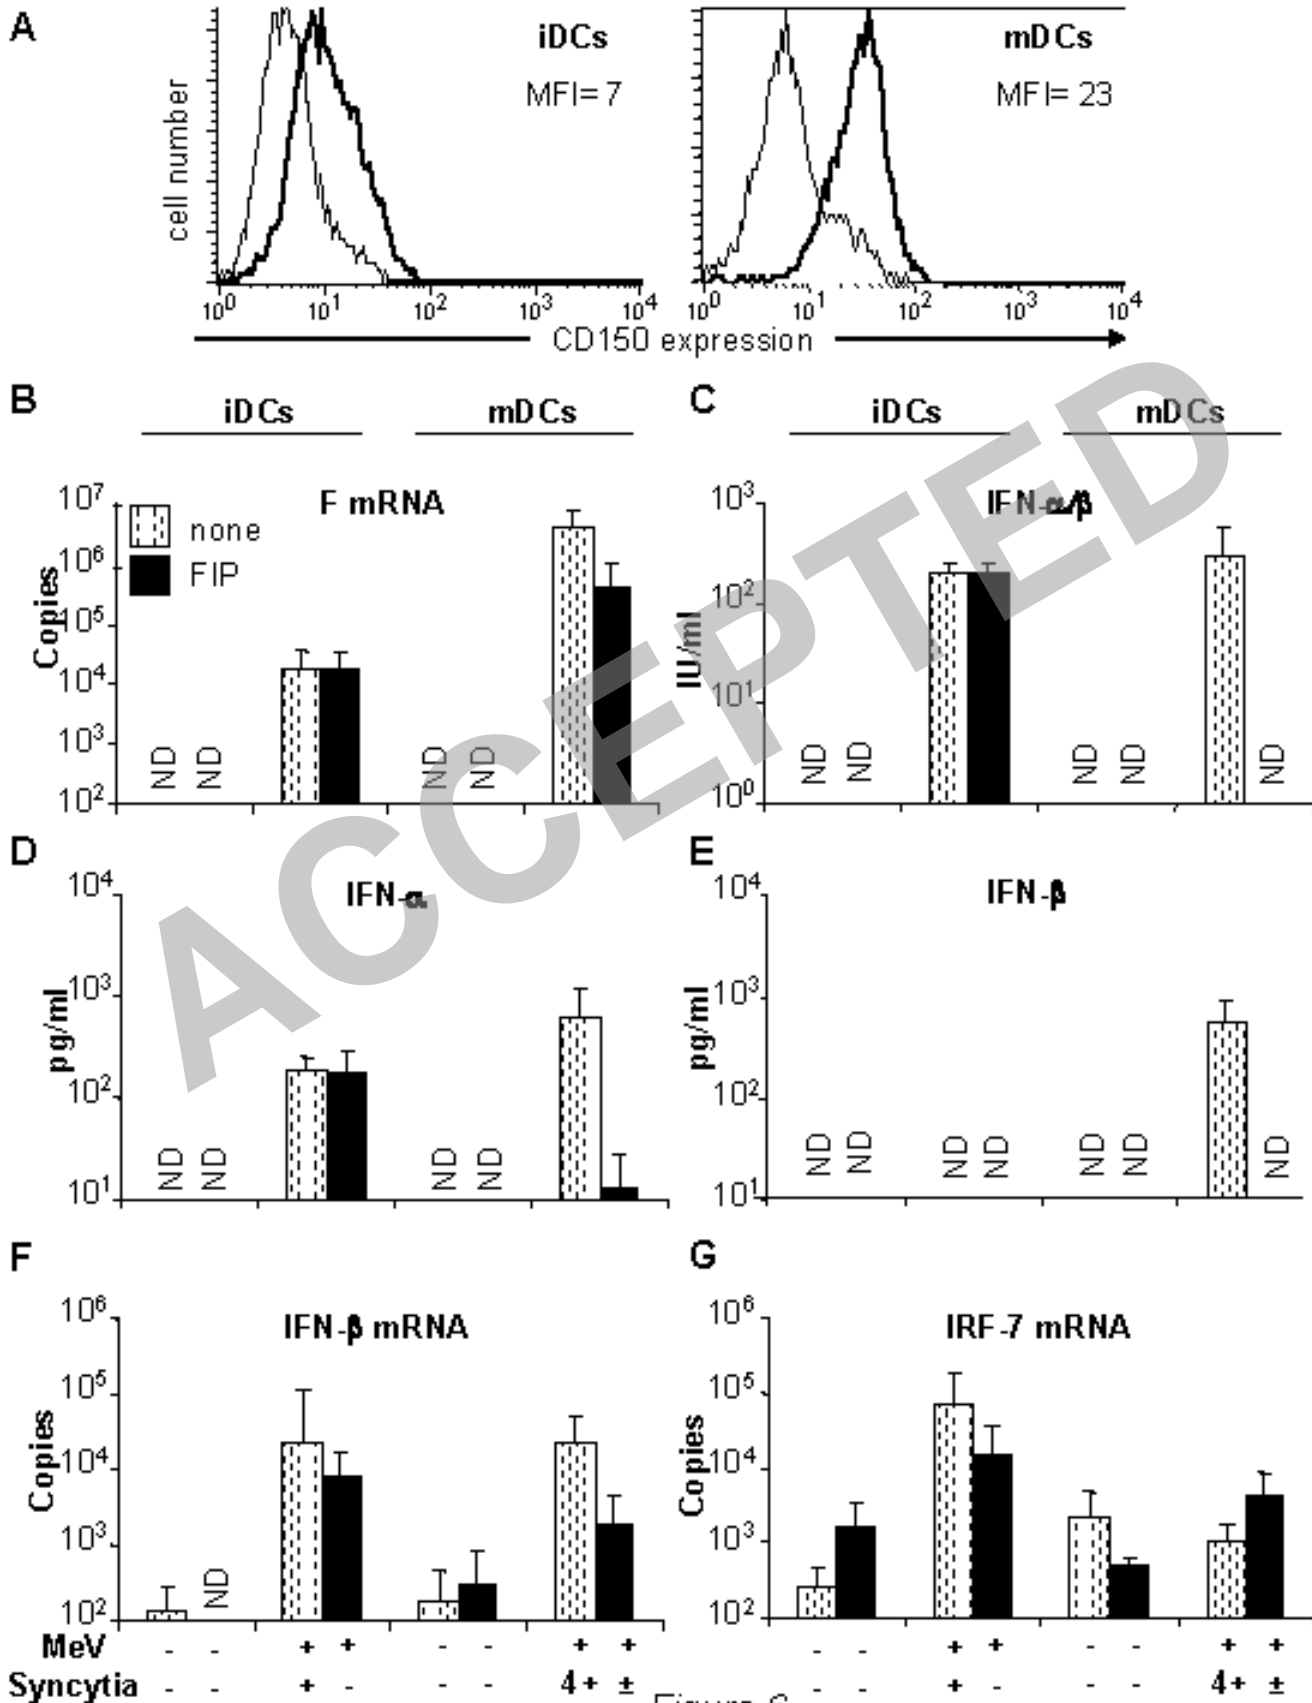 A
iDCs
MFI= 7
mDCs
MFI= 23
cell number
10^0 10^1 10^2 10^3 10^4
10^0 10^1 10^2 10^3 10^4
CD150 expression
B
iDCs mDCs
F mRNA
none
FIP
Copies
10^7
10^6
10^5
10^4
10^3
10^2
ND ND ND ND
C
iDCs mDCs
IFN-α/β
IU/ml
10^3
10^2
10^1
10^0
ND ND ND ND ND
D
IFN-α
pg/ml
10^4
10^3
10^2
10^1
ND ND ND ND
E
IFN-β
pg/ml
10^4
10^3
10^2
10^1
ND ND ND ND ND ND ND
F
IFN-β mRNA
Copies
10^6
10^5
10^4
10^3
10^2
ND
G
IRF-7 mRNA
Copies
10^6
10^5
10^4
10^3
10^2
MeV - - + + - - + + - - + + - - + +
Syncytia - - + - - - 4+ ± - - + - - - 4+ ±
ACCEPTED